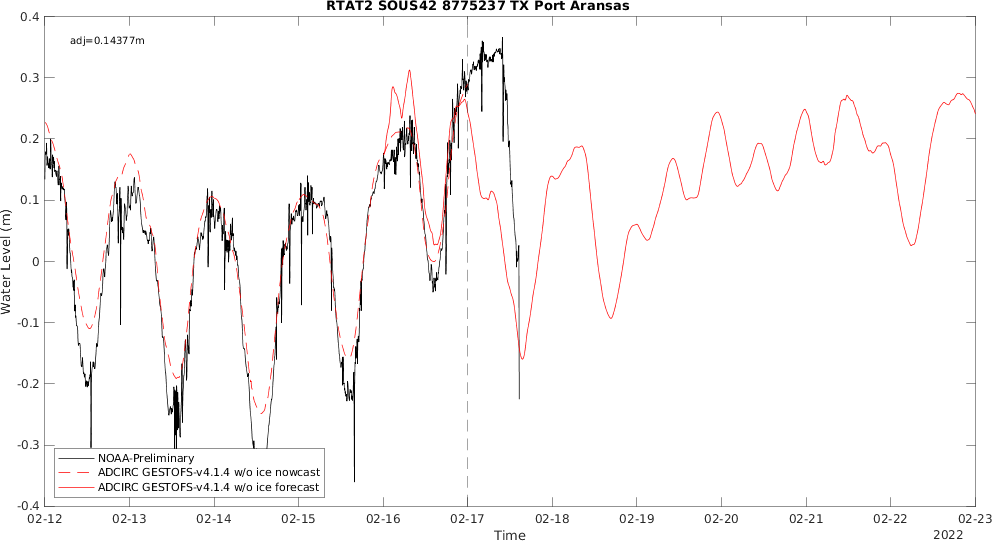 RTAT2 SOUS42 8775237 TX Port Aransas
adj=0.14377m
0.4
0.3
0.2
0.1
0
-0.1
-0.2
-0.3
-0.4
Water Level (m)
NOAA-Preliminary
ADCIRC GESTOFS-v4.1.4 w/o ice nowcast
ADCIRC GESTOFS-v4.1.4 w/o ice forecast
02-12 02-13 02-14 02-15 02-16 02-17 02-18 02-19 02-20 02-21 02-22 02-23
Time
2022